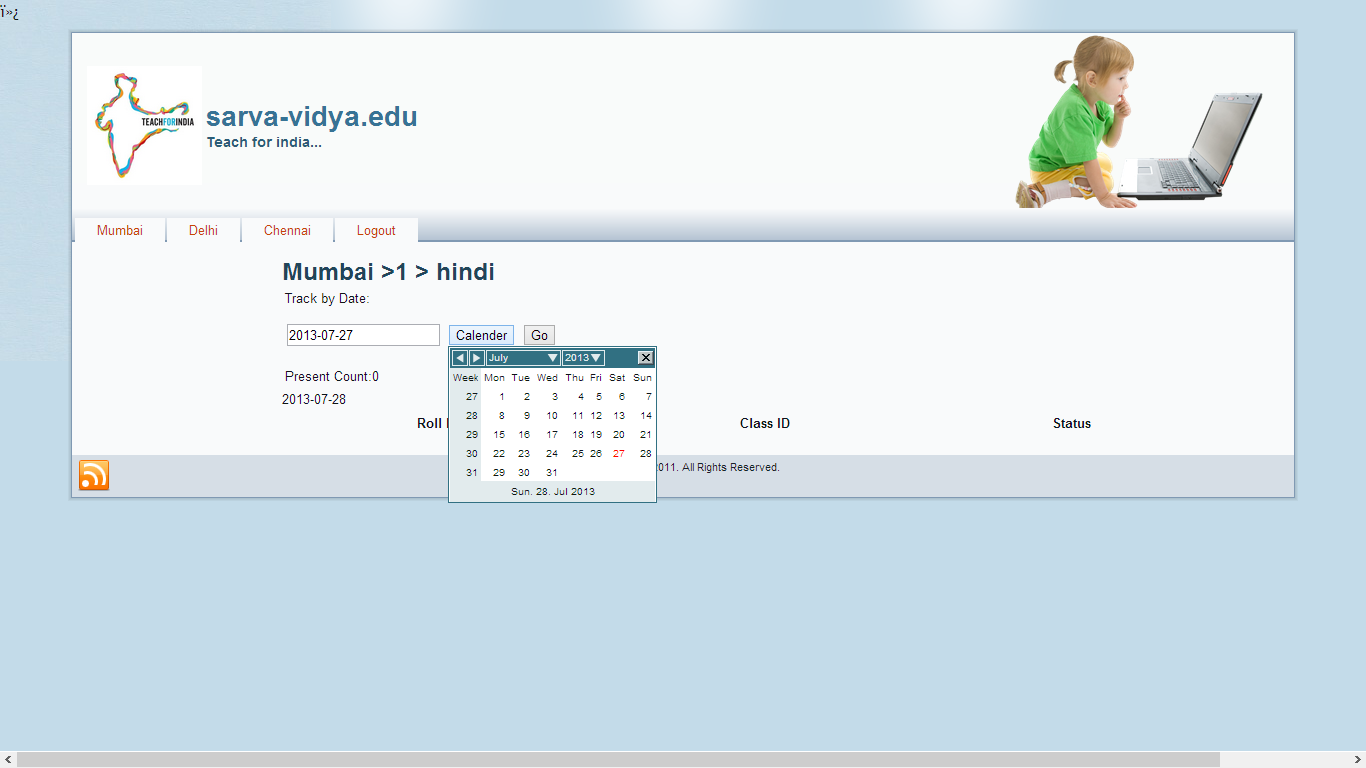 ï»¿
TEACHFORINDIA
sarva-vidya.edu
Teach for india...
Mumbai Delhi Chennai Logout
Mumbai >1 > hindi
Track by Date:
2013-07-27 Calender Go
July 2013
Week Mon Tue Wed Thu Fri Sat Sun
27 1 2 3 4 5 6 7
28 8 9 10 11 12 13 14
29 15 16 17 18 19 20 21
30 22 23 24 25 26 27 28
31 29 30 31
Sun. 28. Jul 2013
Present Count:0
2013-07-28
Roll Class ID Status
2011. All Rights Reserved.